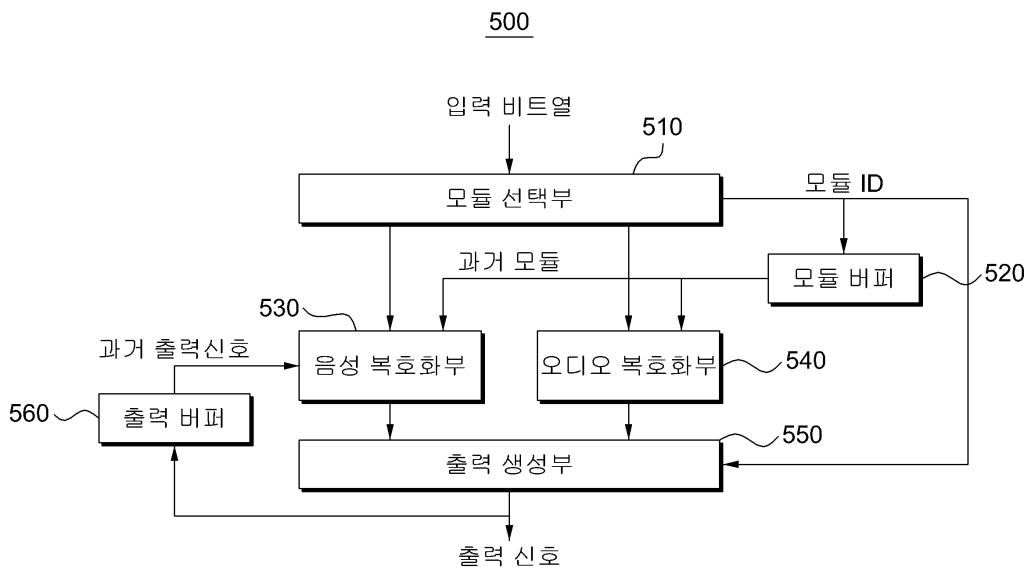 500
입력 비트열
510
모듈 선택부
모듈 ID
과거 모듈
모듈 버퍼
520
530
과거 출력신호
음성 복호화부
오디오 복호화부
540
560
출력 버퍼
550
출력 생성부
출력 신호